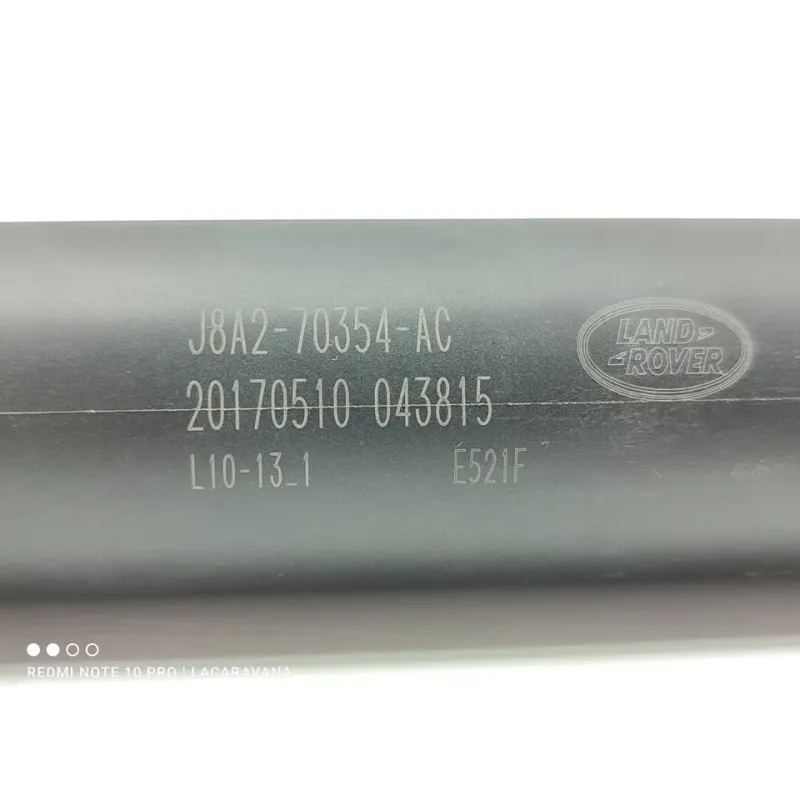 J8A2-70354-AC
LAND
ROVER
20170510 043815
L10-13_1 E521F
REDMI NOTE 10 PRO | LACARAVANA